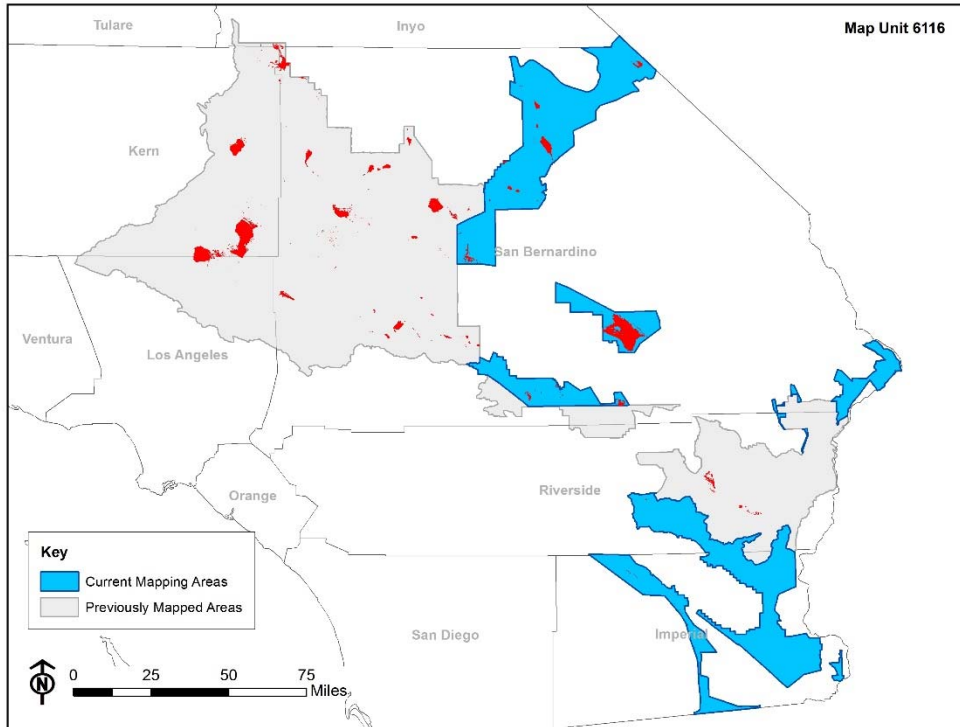 Tulare
Inyo
Map Unit 6116
Kern
San Bernardino
Ventura
Los Angeles
Orange
Riverside
Key
Current Mapping Areas
Previously Mapped Areas
San Diego
Imperial
N
0 25 50 75
Miles